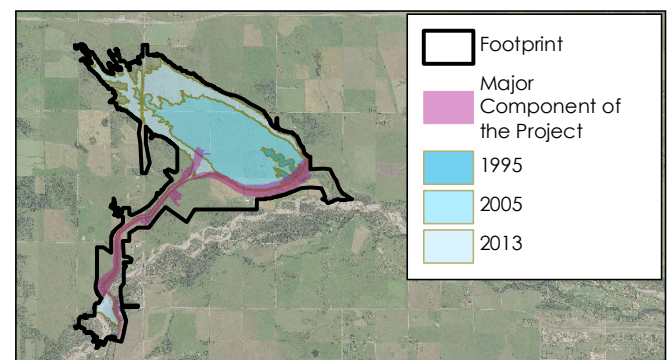 Footprint
Major
Component of
the Project
1995
2005
2013